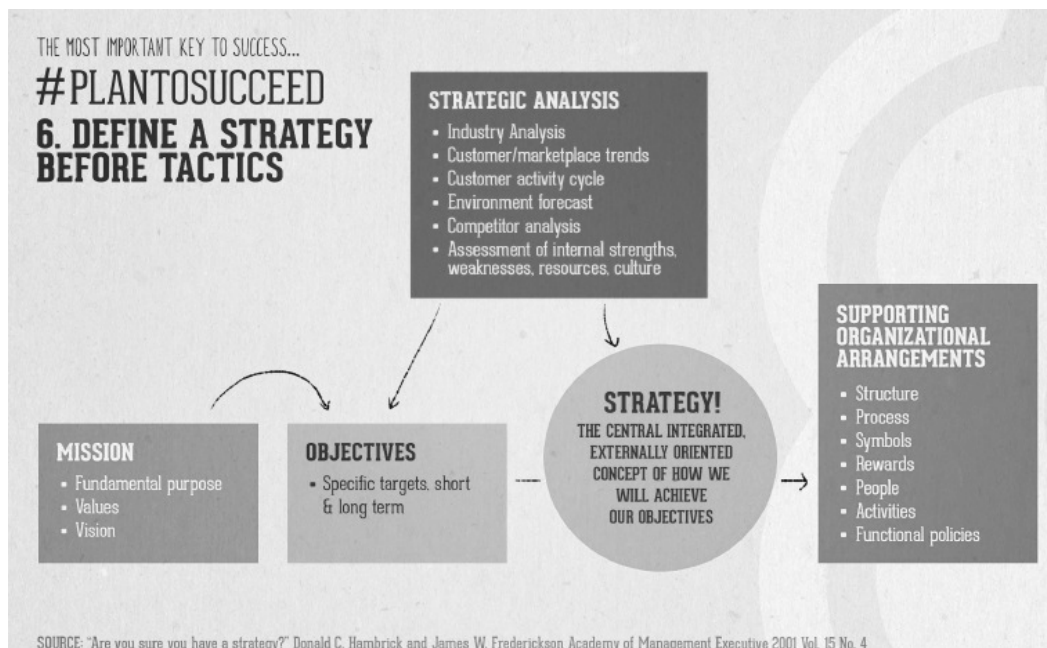 THE MOST IMPORTANT KEY TO SUCCESS...
#PLANTOSUCCEED
6. DEFINE A STRATEGY
BEFORE TACTICS
STRATEGIC ANALYSIS
▪ Industry Analysis
▪ Customer/marketplace trends
▪ Customer activity cycle
▪ Environment forecast
▪ Competitor analysis
▪ Assessment of internal strengths,
weaknesses, resources, culture
MISSION
▪ Fundamental purpose
▪ Values
▪ Vision
OBJECTIVES
▪ Specific targets, short
& long term
STRATEGY!
THE CENTRAL INTEGRATED,
EXTERNALLY ORIENTED
CONCEPT OF HOW WE
WILL ACHIEVE
OUR OBJECTIVES
SUPPORTING
ORGANIZATIONAL
ARRANGEMENTS
▪ Structure
▪ Process
▪ Symbols
▪ Rewards
▪ People
▪ Activities
▪ Functional policies
SOURCE: "Are you sure you have a strategy?" Donald C. Hambrick and James W. Frederickson Academy of Management Executive 2001 Vol. 15 No. 4